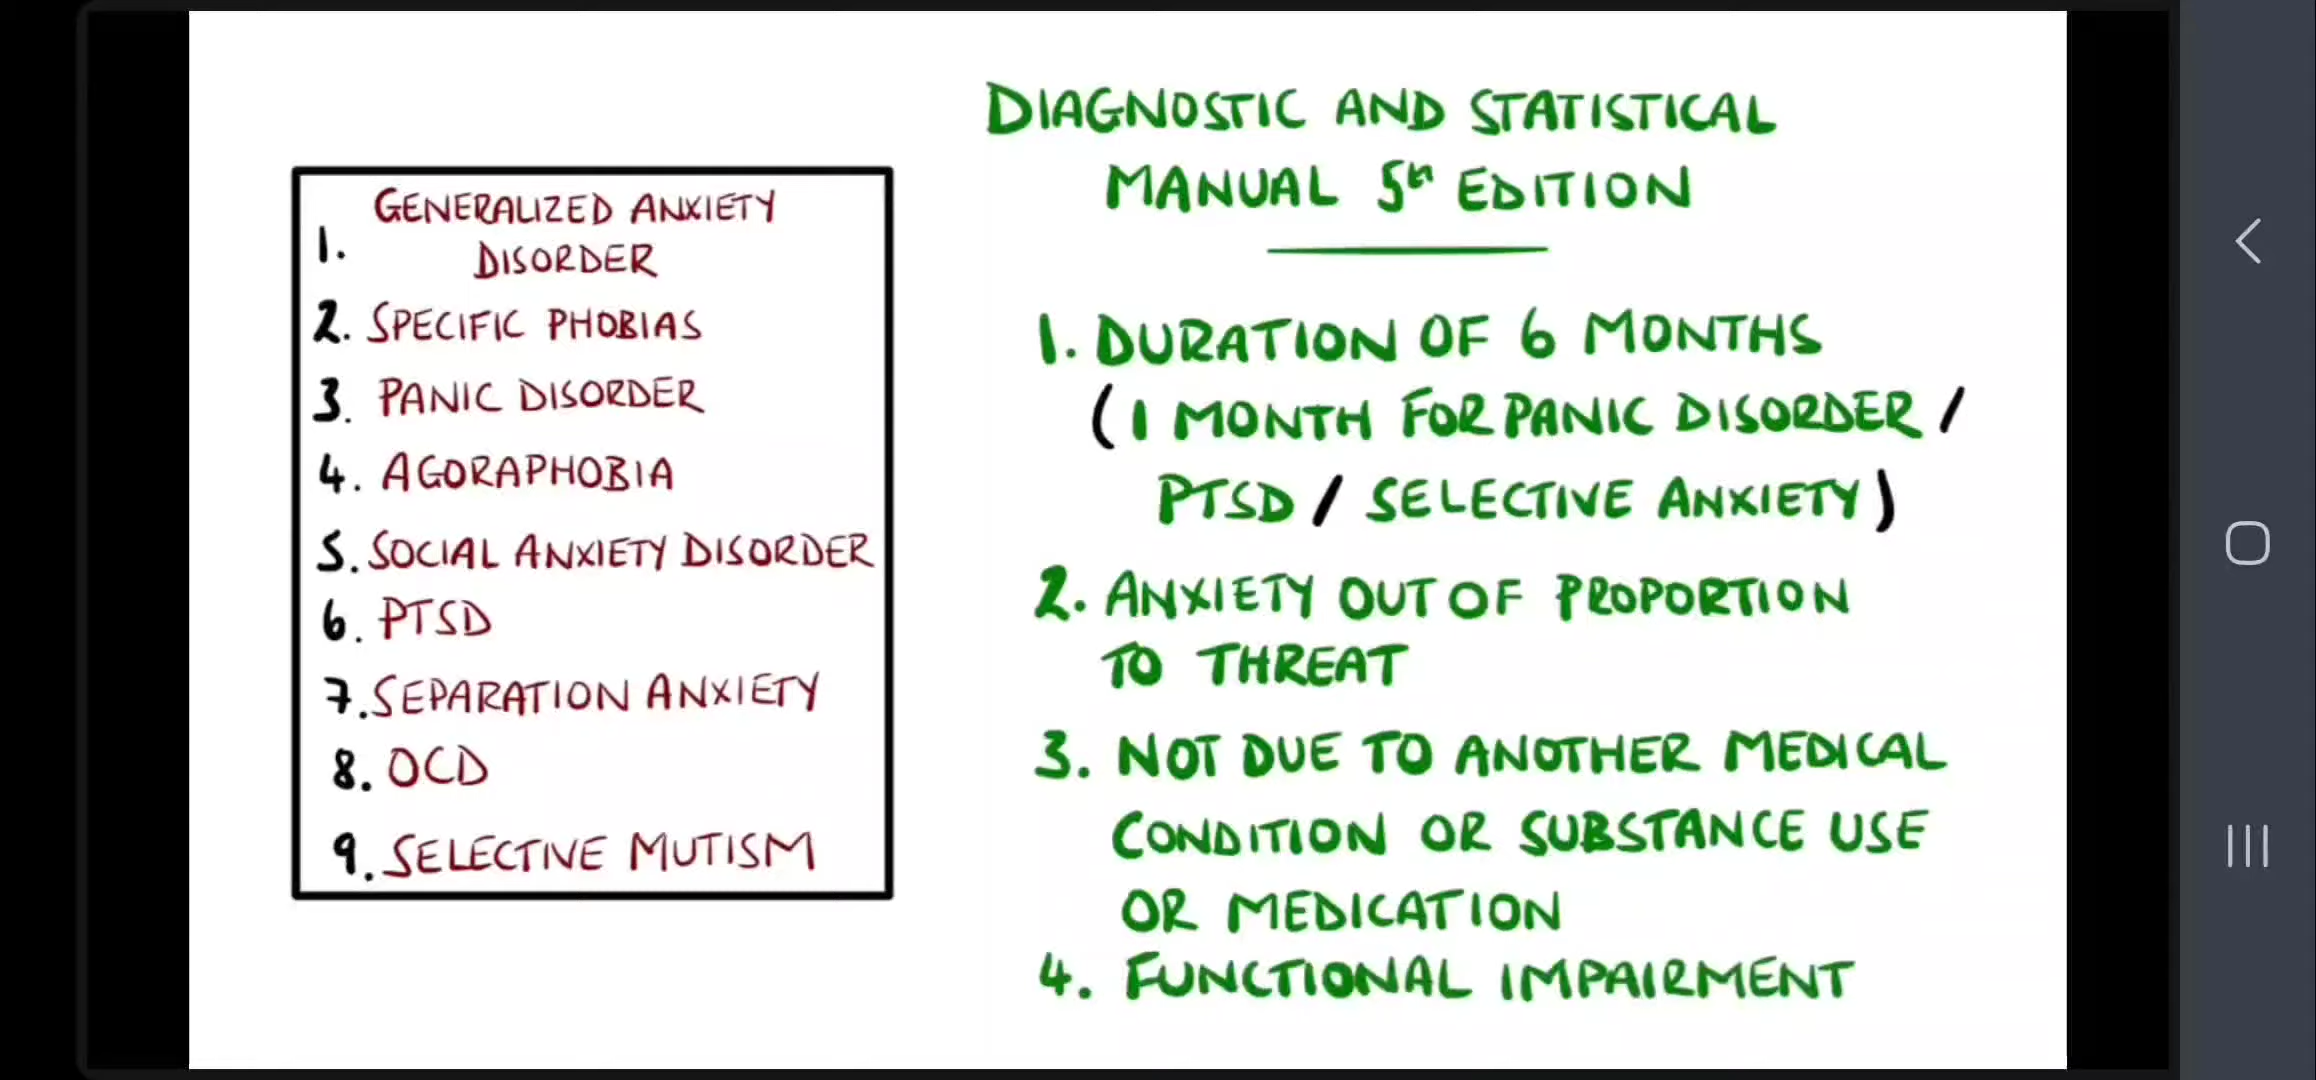 GENERALIZED ANXIETY
1. DISORDER
2. SPECIFIC PHOBIAS
3. PANIC DISORDER
4. AGORAPHOBIA
5. SOCIAL ANXIETY DISORDER
6. PTSD
7. SEPARATION ANXIETY
8. OCD
9. SELECTIVE MUTISM
DIAGNOSTIC AND STATISTICAL
MANUAL 5th EDITION
1. DURATION OF 6 MONTHS
(1 MONTH FOR PANIC DISORDER /
PTSD / SELECTIVE ANXIETY)
2. ANXIETY OUT OF PROPORTION
TO THREAT
3. NOT DUE TO ANOTHER MEDICAL
CONDITION OR SUBSTANCE USE
OR MEDICATION
4. FUNCTIONAL IMPAIRMENT